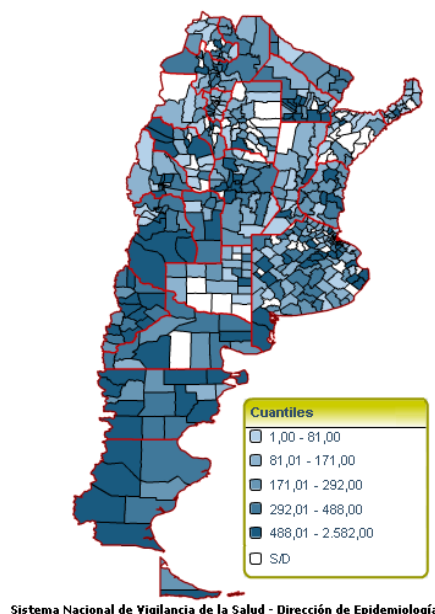 Cuantiles
1,00 - 81,00
81,01 - 171,00
171,01 - 292,00
292,01 - 488,00
488,01 - 2.582,00
S/D
Sistema Nacional de Vigilancia de la Salud - Dirección de Epidemiología